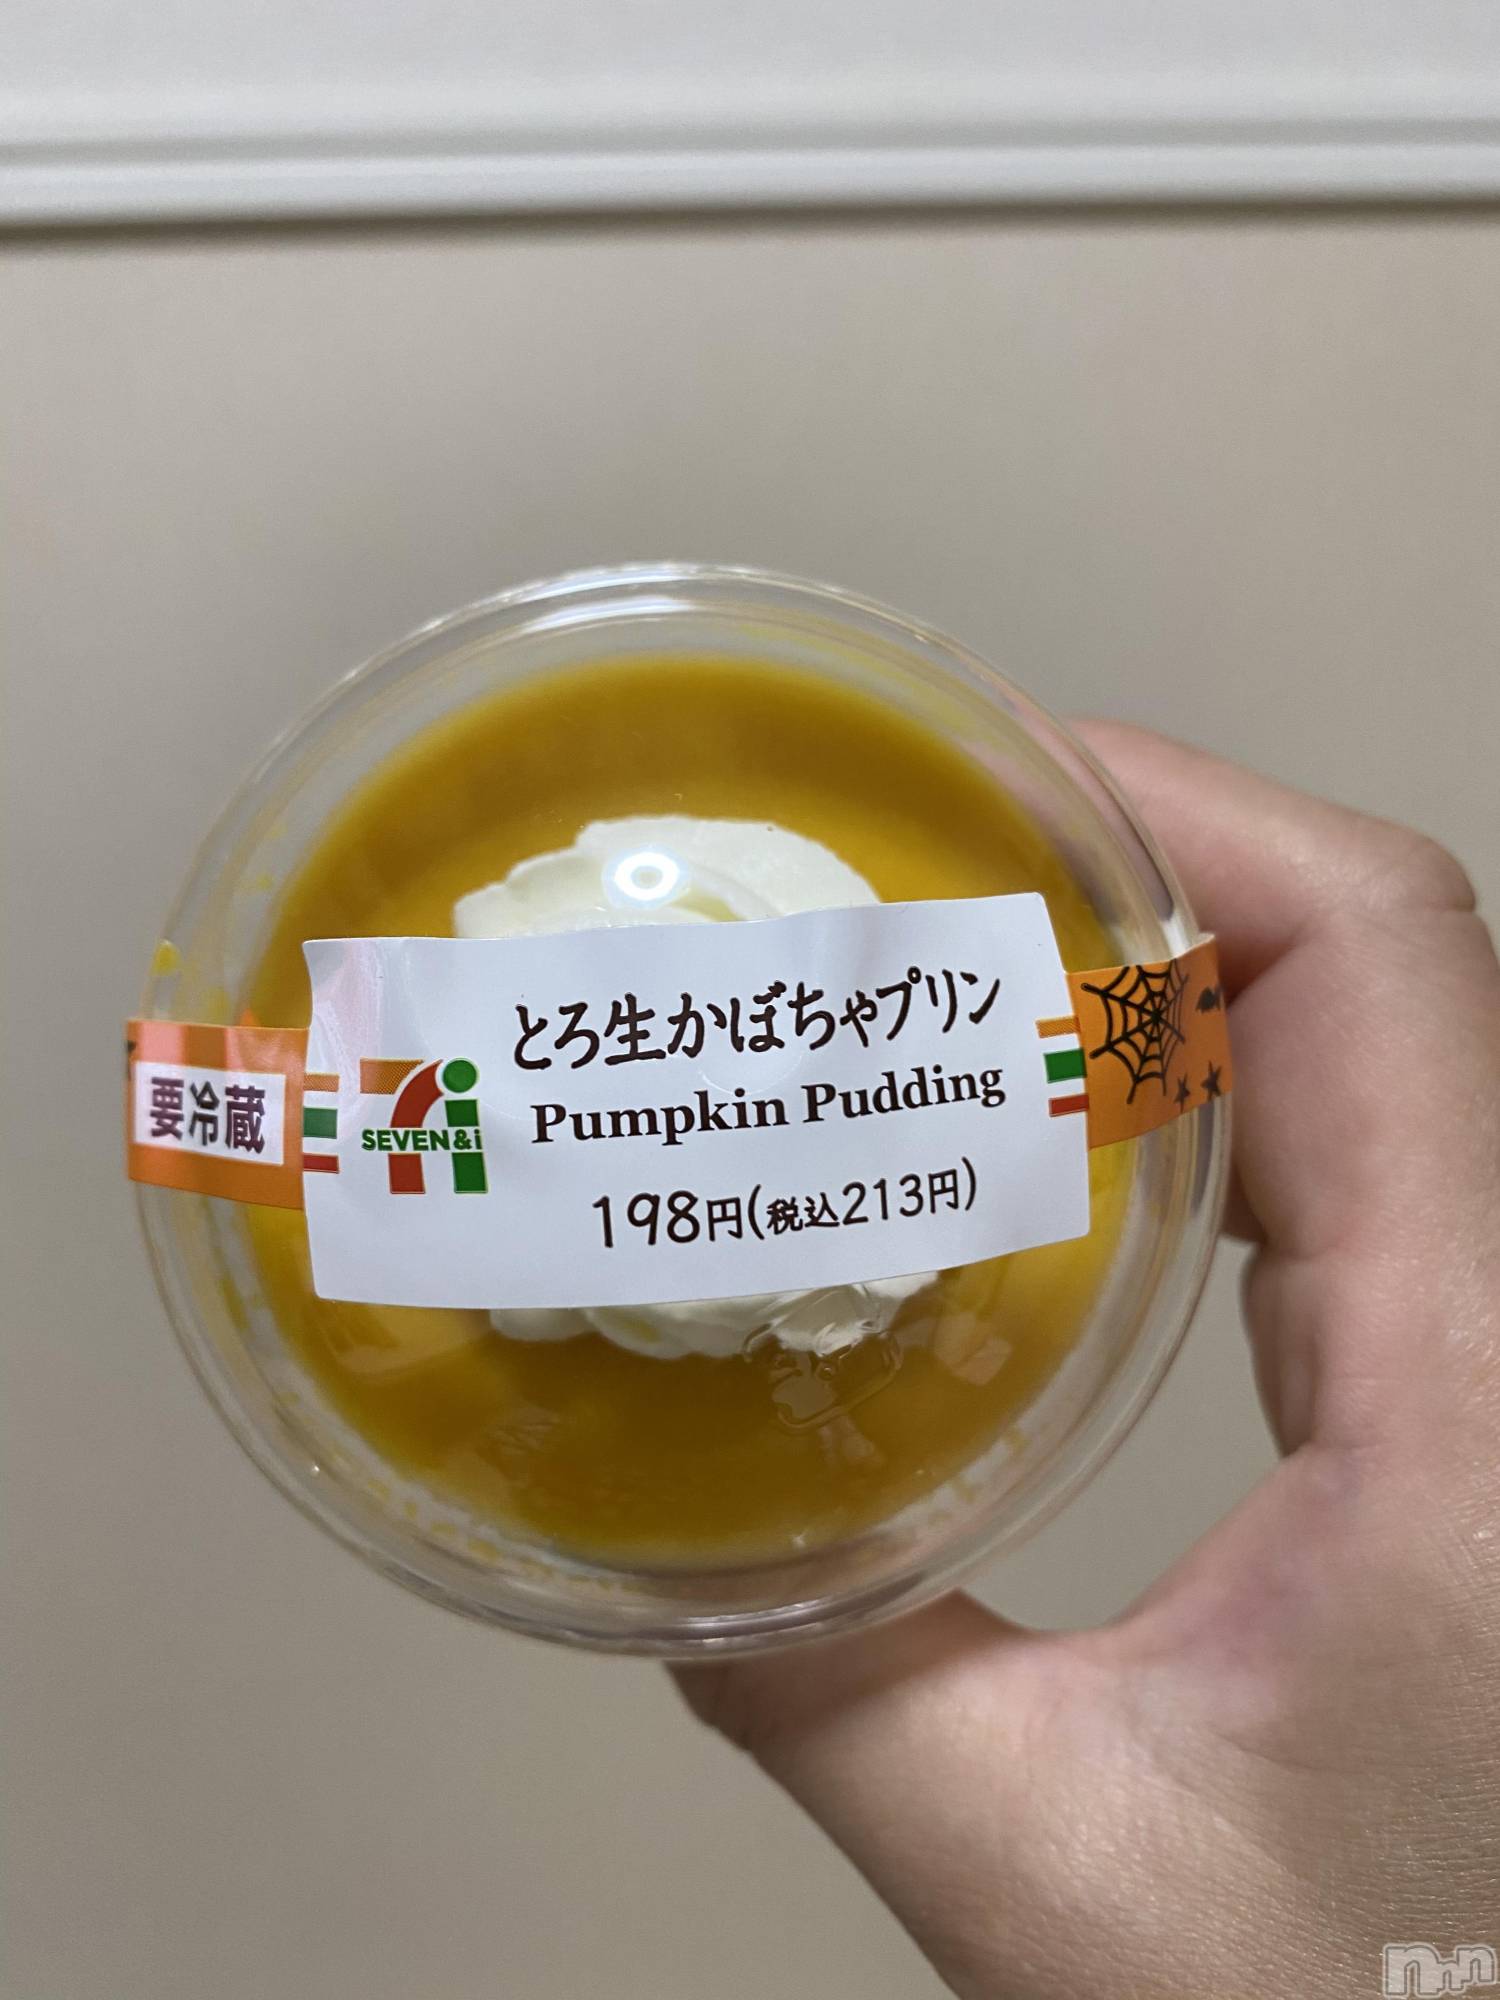 とろ生かぼちゃプリン
Pumpkin Pudding
198円(税込213円)
SEVEN&i
要冷蔵
nnn